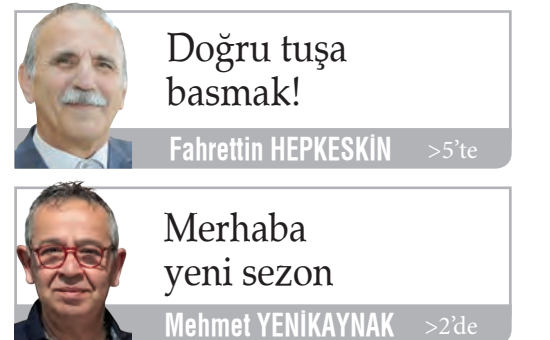 Doğru tuşa
basmak!
Fahrettin HEPKESKİN >5’te
Merhaba
yeni sezon
Mehmet YENİKAYNAK >2’de